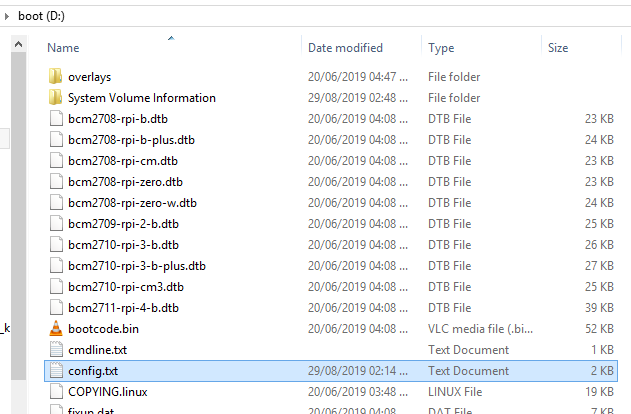 boot (D:)
Name Date modified Type Size
overlays 20/06/2019 04:47 ... File folder
System Volume Information 29/08/2019 02:48 ... File folder
bcm2708-rpi-b.dtb 20/06/2019 04:08 ... DTB File 23 KB
bcm2708-rpi-b-plus.dtb 20/06/2019 04:08 ... DTB File 24 KB
bcm2708-rpi-cm.dtb 20/06/2019 04:08 ... DTB File 23 KB
bcm2708-rpi-zero.dtb 20/06/2019 04:08 ... DTB File 23 KB
bcm2708-rpi-zero-w.dtb 20/06/2019 04:08 ... DTB File 24 KB
bcm2709-rpi-2-b.dtb 20/06/2019 04:08 ... DTB File 25 KB
bcm2710-rpi-3-b.dtb 20/06/2019 04:08 ... DTB File 26 KB
bcm2710-rpi-3-b-plus.dtb 20/06/2019 04:08 ... DTB File 27 KB
bcm2710-rpi-cm3.dtb 20/06/2019 04:08 ... DTB File 25 KB
bcm2711-rpi-4-b.dtb 20/06/2019 04:08 ... DTB File 39 KB
_k bootcode.bin 20/06/2019 04:08 ... VLC media file (.bi... 52 KB
cmdline.txt Text Document 1 KB
config.txt 29/08/2019 02:14 ... Text Document 2 KB
COPYING.linux 20/06/2019 03:48 ... LINUX File 19 KB
fixup.dat 20/06/2019 04:08 ... DAT File 7 KB